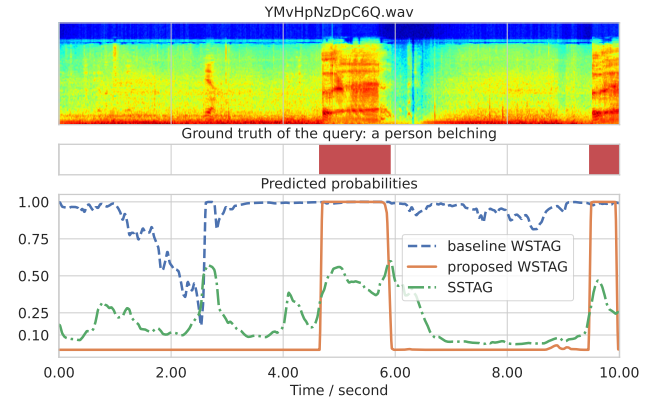 YMvHpNzDpC6Q.wav
Ground truth of the query: a person belching
Predicted probabilities
1.00
0.75
0.50
0.25
0.10
baseline WSTAG
proposed WSTAG
SSTAG
0.00 2.00 4.00 6.00 8.00 10.00
Time / second